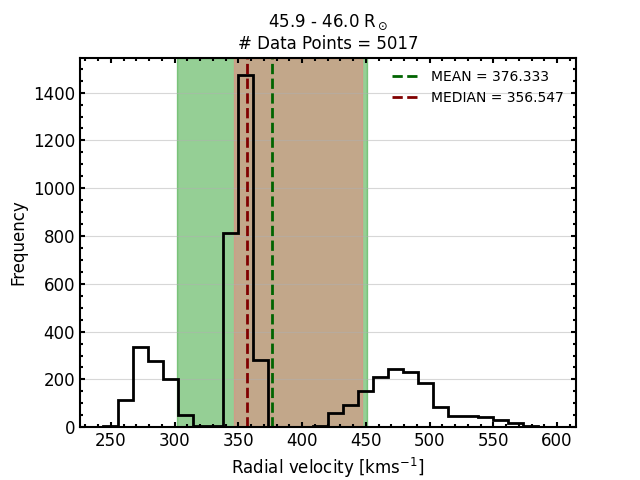 45.9 - 46.0 R⊙
# Data Points = 5017
MEAN = 376.333
MEDIAN = 356.547
Frequency
1400
1200
1000
800
600
400
200
0
250 300 350 400 450 500 550 600
Radial velocity [kms⁻¹]